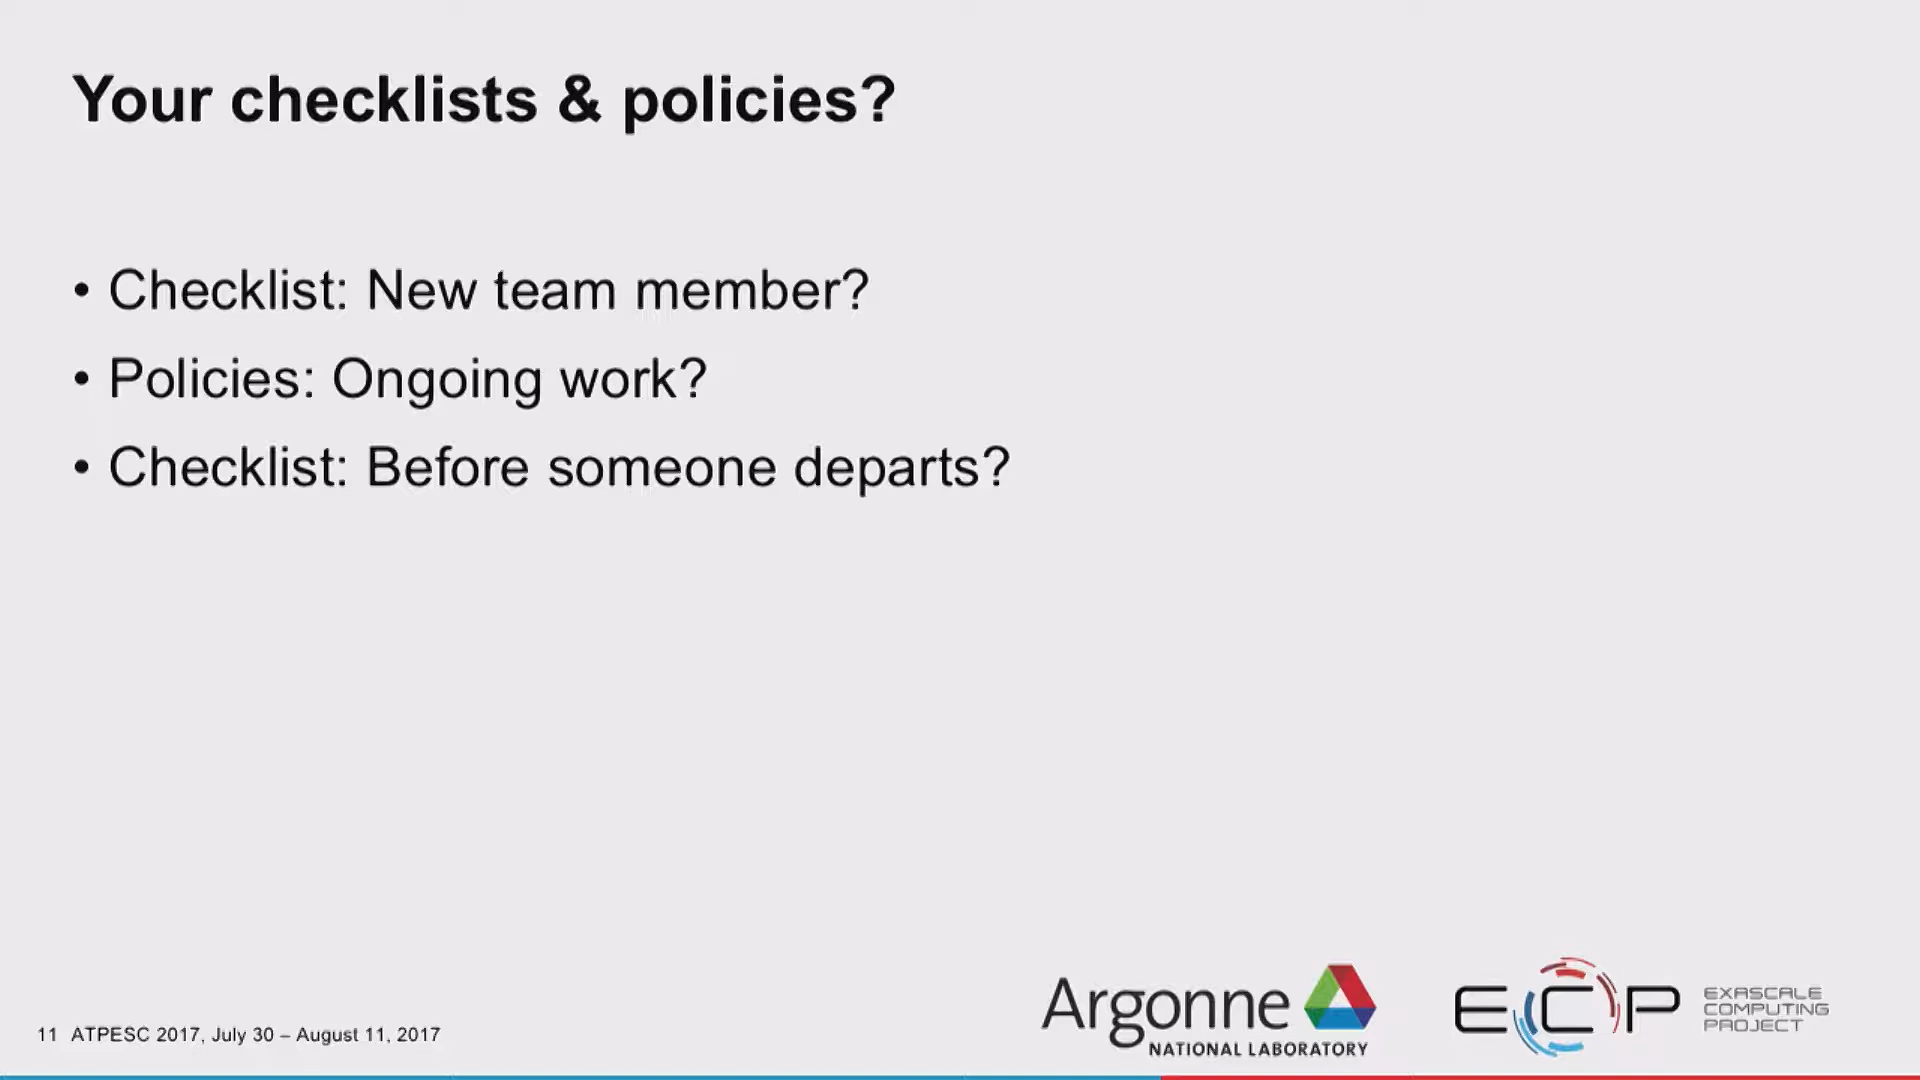 Your checklists & policies?
• Checklist: New team member?
• Policies: Ongoing work?
• Checklist: Before someone departs?
11 ATPESC 2017, July 30 – August 11, 2017
Argonne
NATIONAL LABORATORY
ECP
EXASCALE
COMPUTING
PROJECT